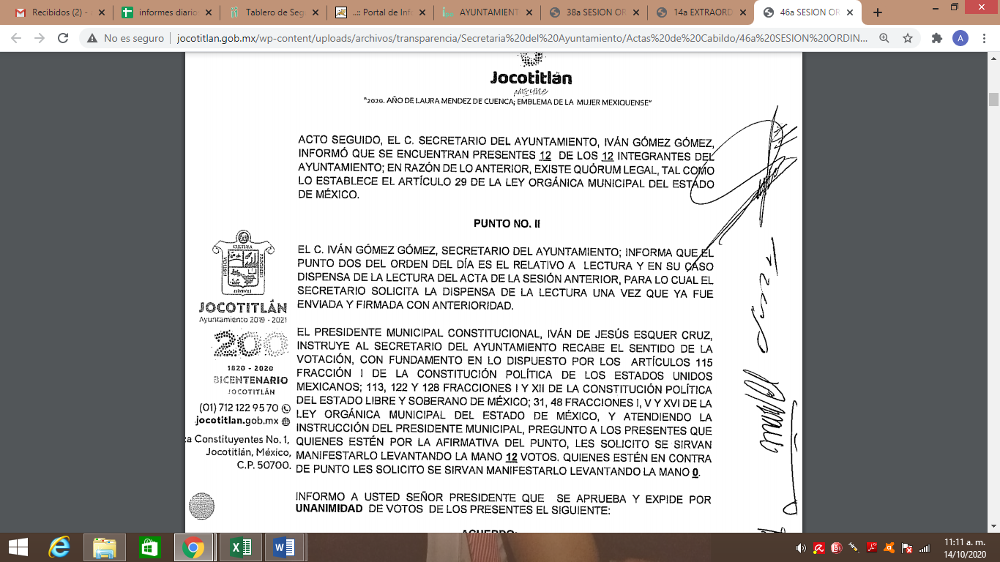 Recibidos (2) -
informes diario
Tablero de Seg
..:: Portal de Info
AYUNTAMIENT
38a SESION OR
14a EXTRAORD
46a SESION OR
No es seguro
jocotitlan.gob.mx/wp-content/uploads/archivos/transparencia/Secretaria%20del%20Ayuntamiento/Actas%20de%20Cabildo/46a%20SESION%20ORDIN...
A
Jocotitlán
"2020. AÑO DE LAURA MENDEZ DE CUENCA; EMBLEMA DE LA MUJER MEXIQUENSE"
ACTO SEGUIDO, EL C. SECRETARIO DEL AYUNTAMIENTO, IVÁN GÓMEZ GÓMEZ,
INFORMÓ QUE SE ENCUENTRAN PRESENTES 12 DE LOS 12 INTEGRANTES DEL
AYUNTAMIENTO; EN RAZÓN DE LO ANTERIOR, EXISTE QUÓRUM LEGAL, TAL COMO
LO ESTABLECE EL ARTÍCULO 29 DE LA LEY ORGÁNICA MUNICIPAL DEL ESTADO
DE MÉXICO.
PUNTO NO. II
EL C. IVÁN GÓMEZ GÓMEZ, SECRETARIO DEL AYUNTAMIENTO; INFORMA QUE EL
PUNTO DOS DEL ORDEN DEL DÍA ES EL RELATIVO A LECTURA Y EN SU CASO
DISPENSA DE LA LECTURA DEL ACTA DE LA SESIÓN ANTERIOR, PARA LO CUAL EL
SECRETARIO SOLICITA LA DISPENSA DE LA LECTURA UNA VEZ QUE YA FUE
ENVIADA Y FIRMADA CON ANTERIORIDAD.
EL PRESIDENTE MUNICIPAL CONSTITUCIONAL, IVÁN DE JESÚS ESQUER CRUZ,
INSTRUYE AL SECRETARIO DEL AYUNTAMIENTO RECABE EL SENTIDO DE LA
VOTACIÓN, CON FUNDAMENTO EN LO DISPUESTO POR LOS ARTÍCULOS 115
FRACCIÓN I DE LA CONSTITUCIÓN POLÍTICA DE LOS ESTADOS UNIDOS
MEXICANOS; 113, 122 Y 128 FRACCIONES I Y XII DE LA CONSTITUCIÓN POLÍTICA
DEL ESTADO LIBRE Y SOBERANO DE MÉXICO; 31, 48 FRACCIONES I, V Y XVI DE LA
LEY ORGÁNICA MUNICIPAL DEL ESTADO DE MÉXICO, Y ATENDIENDO LA
INSTRUCCIÓN DEL PRESIDENTE MUNICIPAL, PREGUNTO A LOS PRESENTES QUE
QUIENES ESTÉN POR LA AFIRMATIVA DEL PUNTO, LES SOLICITO SE SIRVAN
MANIFESTARLO LEVANTANDO LA MANO 12 VOTOS. QUIENES ESTÉN EN CONTRA
DE PUNTO LES SOLICITO SE SIRVAN MANIFESTARLO LEVANTANDO LA MANO 0.
INFORMO A USTED SEÑOR PRESIDENTE QUE SE APRUEBA Y EXPIDE POR
UNANIMIDAD DE VOTOS DE LOS PRESENTES EL SIGUIENTE:
ACUERDO:
CULTURA
JOCOTITLÁN
Ayuntamiento 2019 - 2021
200
1820 - 2020
BICENTENARIO
JOCOTITLÁN
(01) 712 122 95 70
jocotitlan.gob.mx
za Constituyentes No. 1,
Jocotitlán, México,
C.P. 50700.
11:11 a. m.
14/10/2020